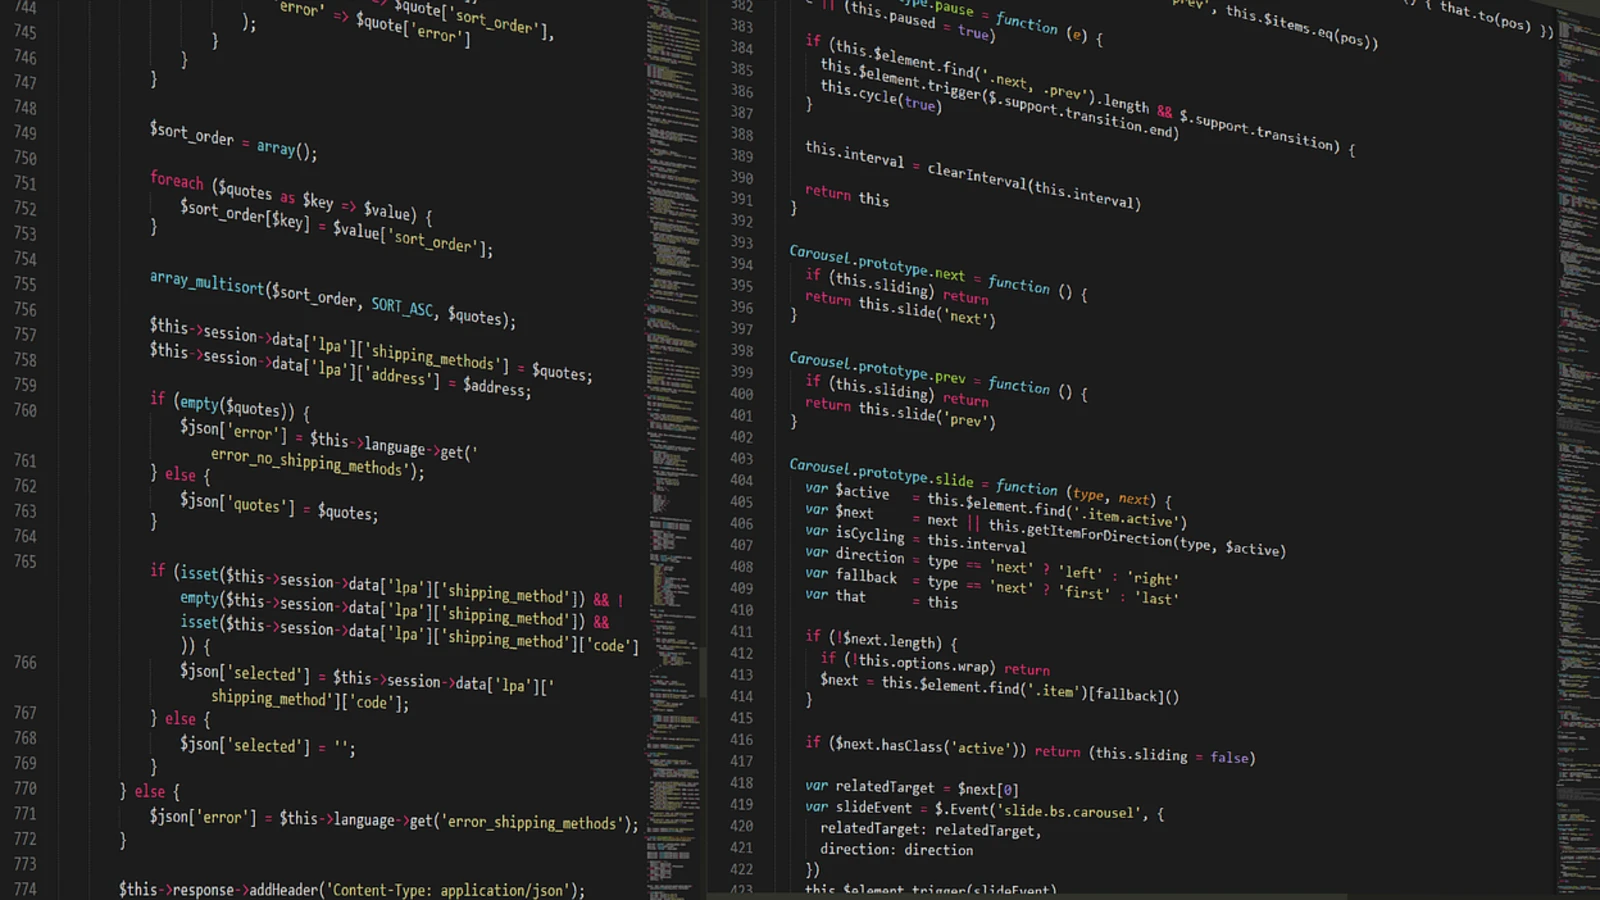 744
745
746
747
748
749
750
751
752
753
754
755
756
757
758
759
760
761
762
763
764
765
766
767
768
769
770
771
772
773
774
=> $quote['sort_order'],
'error' => $quote['error']
);
}
}
}
$sort_order = array();
foreach ($quotes as $key => $value) {
$sort_order[$key] = $value['sort_order'];
}
array_multisort($sort_order, SORT_ASC, $quotes);
$this->session->data['lpa']['shipping_methods'] = $quotes;
$this->session->data['lpa']['address'] = $address;
if (empty($quotes)) {
$json['error'] = $this->language->get('
error_no_shipping_methods');
} else {
$json['quotes'] = $quotes;
}
if (isset($this->session->data['lpa']['shipping_method']) && !
empty($this->session->data['lpa']['shipping_method']) &&
isset($this->session->data['lpa']['shipping_method']['code']
)) {
$json['selected'] = $this->session->data['lpa']['
shipping_method']['code'];
} else {
$json['selected'] = '';
}
} else {
$json['error'] = $this->language->get('error_shipping_methods');
}
$this->response->addHeader('Content-Type: application/json');
382
383
384
385
386
387
388
389
390
391
392
393
394
395
396
397
398
399
400
401
402
403
404
405
406
407
408
409
410
411
412
413
414
415
416
417
418
419
420
421
422
423
', this.$items.eq(pos))
{ that.to(pos) })
.pause = function (e) {
|| (this.paused = true)
if (this.$element.find('.next, .prev').length && $.support.transition) {
this.$element.trigger($.support.transition.end)
this.cycle(true)
}
this.interval = clearInterval(this.interval)
return this
}
Carousel.prototype.next = function () {
if (this.sliding) return
return this.slide('next')
}
Carousel.prototype.prev = function () {
if (this.sliding) return
return this.slide('prev')
}
Carousel.prototype.slide = function (type, next) {
var $active = this.$element.find('.item.active')
var $next = next || this.getItemForDirection(type, $active)
var isCycling = this.interval
var direction = type == 'next' ? 'left' : 'right'
var fallback = type == 'next' ? 'first' : 'last'
var that = this
if (!$next.length) {
if (!this.options.wrap) return
$next = this.$element.find('.item')[fallback]()
}
if ($next.hasClass('active')) return (this.sliding = false)
var relatedTarget = $next[0]
var slideEvent = $.Event('slide.bs.carousel', {
relatedTarget: relatedTarget,
direction: direction
})
this.$element.trigger(slideEvent)